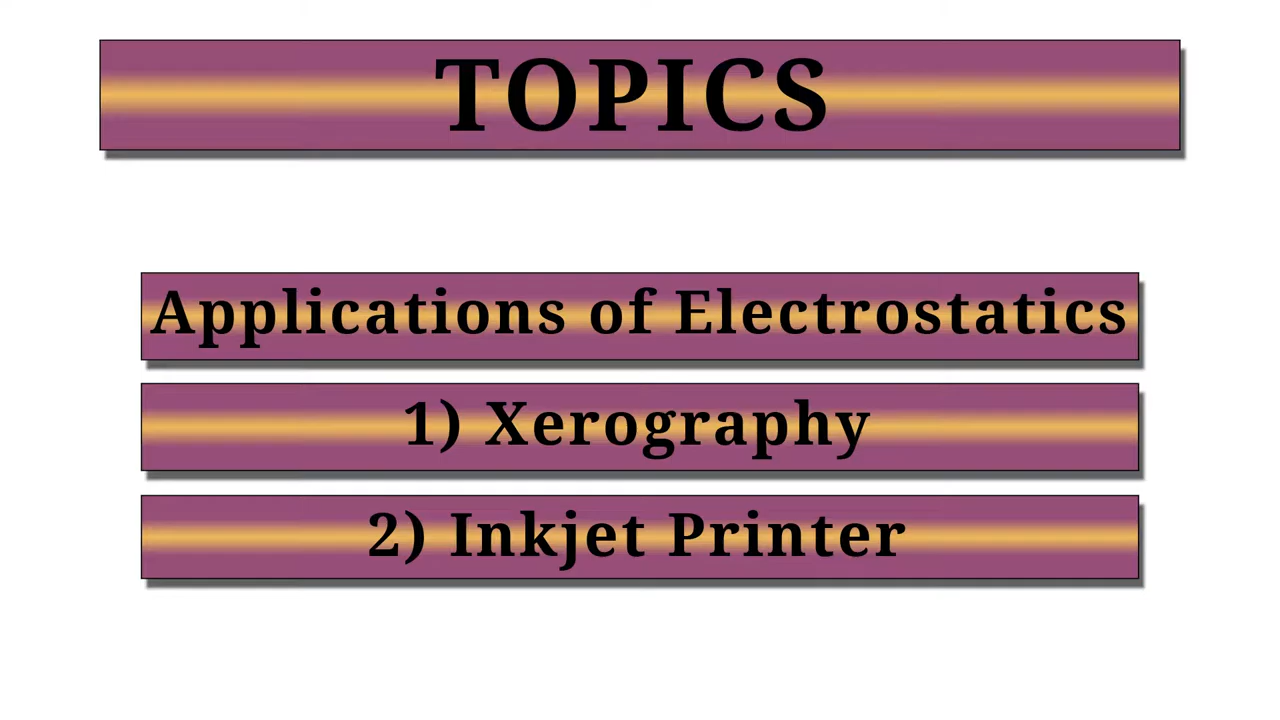 TOPICS
Applications of Electrostatics
1) Xerography
2) Inkjet Printer